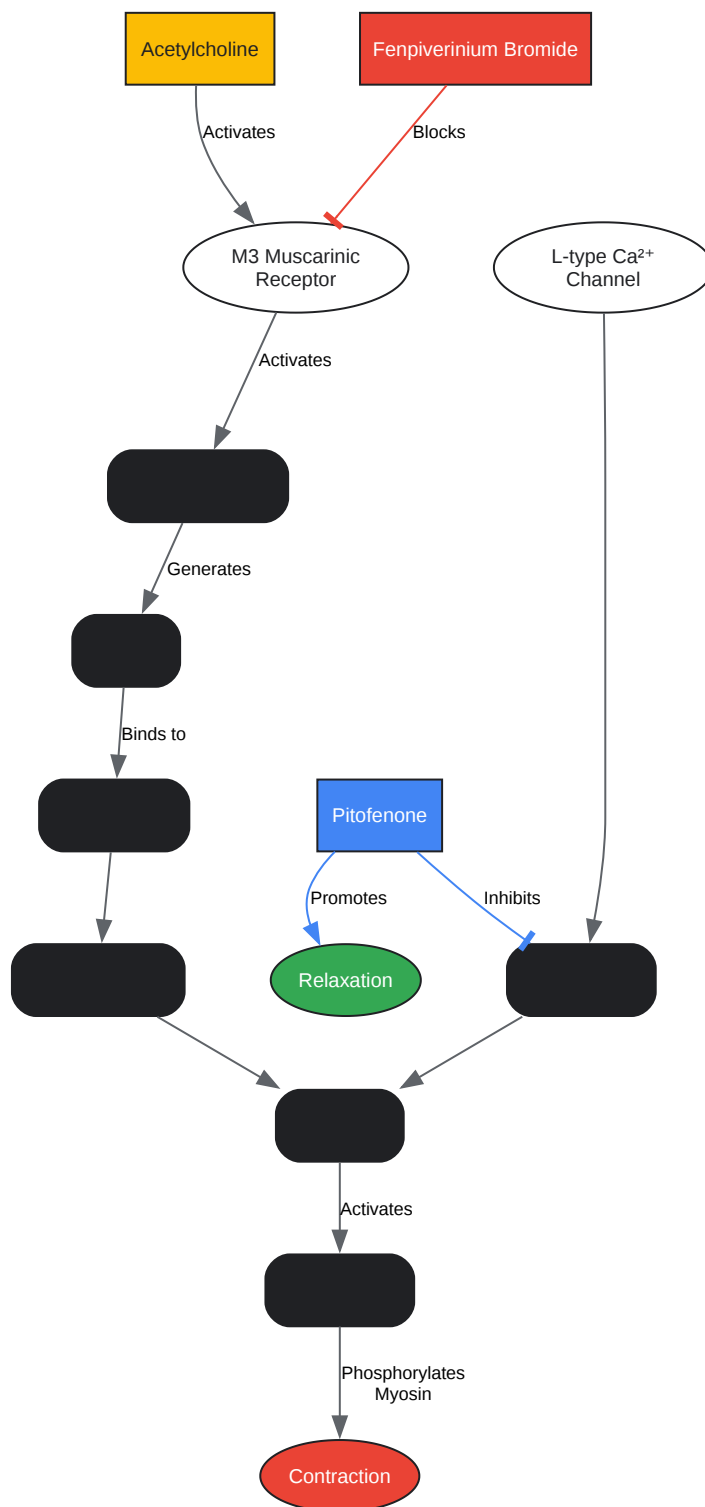 Acetylcholine
Fenpiverinium Bromide
Activates
Blocks
M3 Muscarinic
Receptor
L-type Ca²⁺
Channel
Activates
Generates
Binds to
Pitofenone
Promotes
Inhibits
Relaxation
Activates
Phosphorylates
Myosin
Contraction